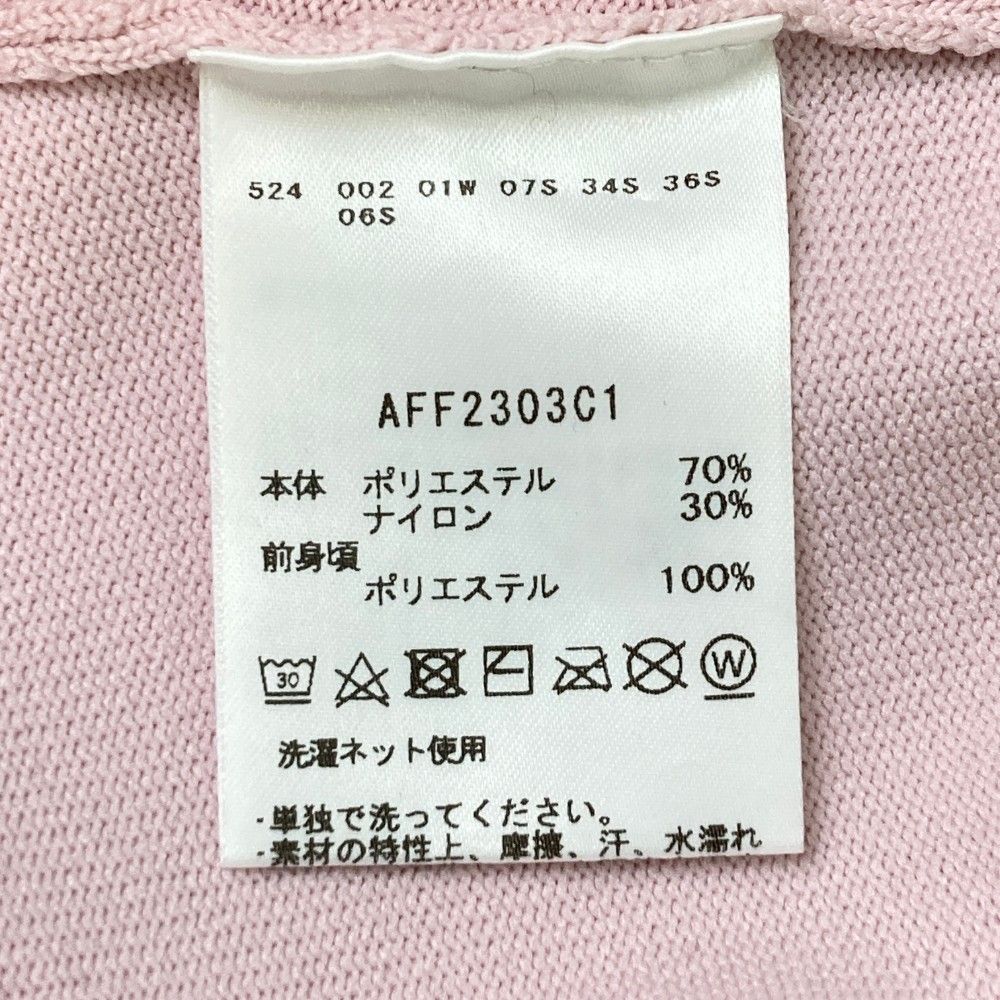 524 002 01W 07S 34S 36S
06S
AFF2303C1
本体 ポリエステル 70%
ナイロン 30%
前身頃
ポリエステル 100%
30
W
洗濯ネット使用
・単独で洗ってください。
・素材の特性上、摩擦、汗、水濡れ